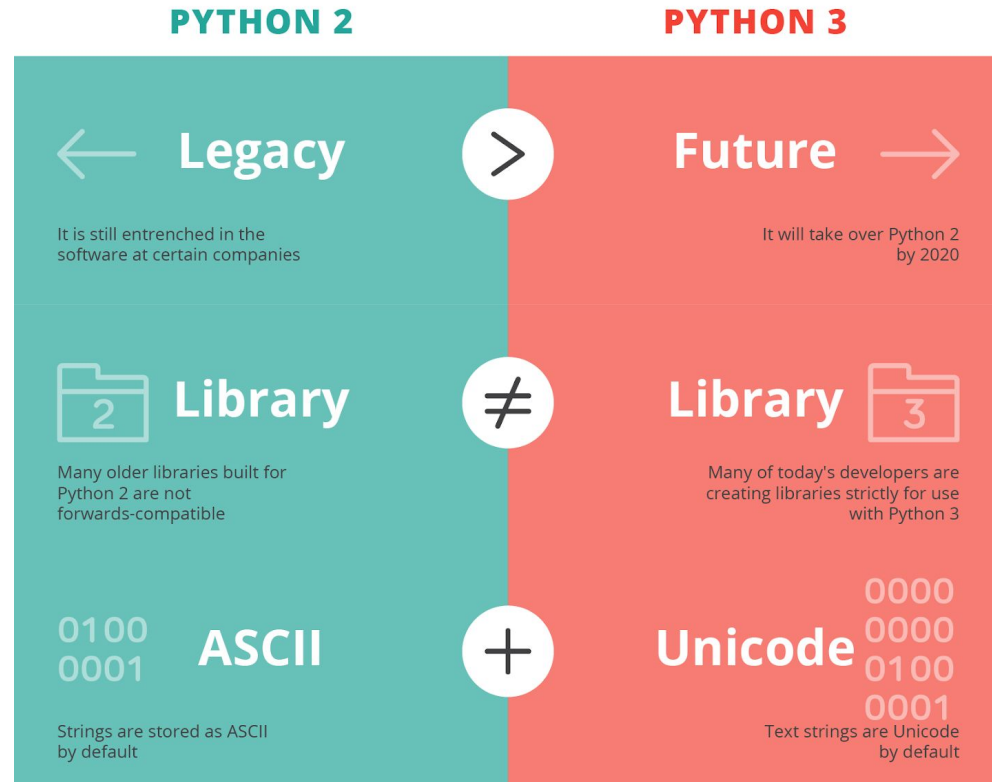 PYTHON 2
PYTHON 3
Legacy
>
Future
It is still entrenched in the
software at certain companies
It will take over Python 2
by 2020
2
Library
≠
Library
3
Many older libraries built for
Python 2 are not
forwards-compatible
Many of today's developers are
creating libraries strictly for use
with Python 3
0100
0001
ASCII
+
Unicode
0000
0000
0100
0001
Strings are stored as ASCII
by default
Text strings are Unicode
by default